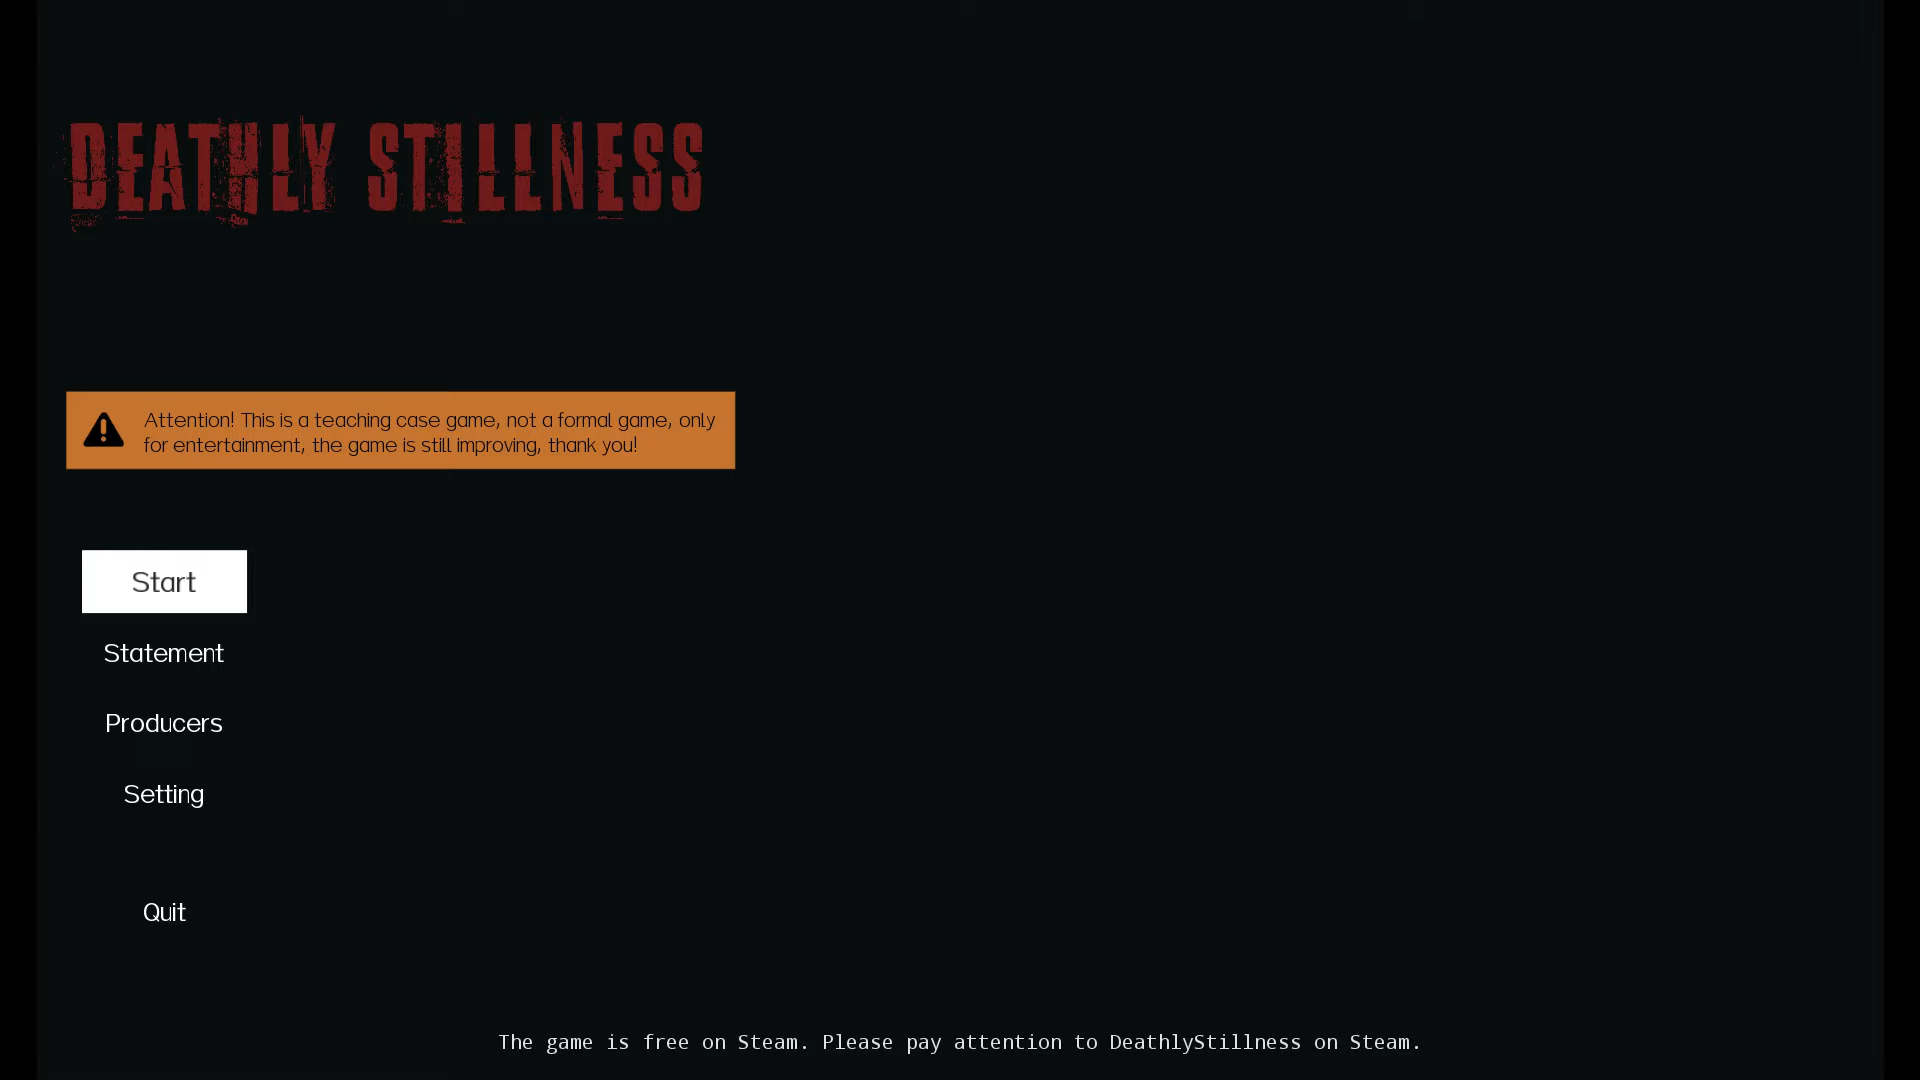 DEATHLY STILLNESS
Attention! This is a teaching case game, not a formal game, only
for entertainment, the game is still improving, thank you!
Start
Statement
Producers
Setting
Quit
The game is free on Steam. Please pay attention to DeathlyStillness on Steam.